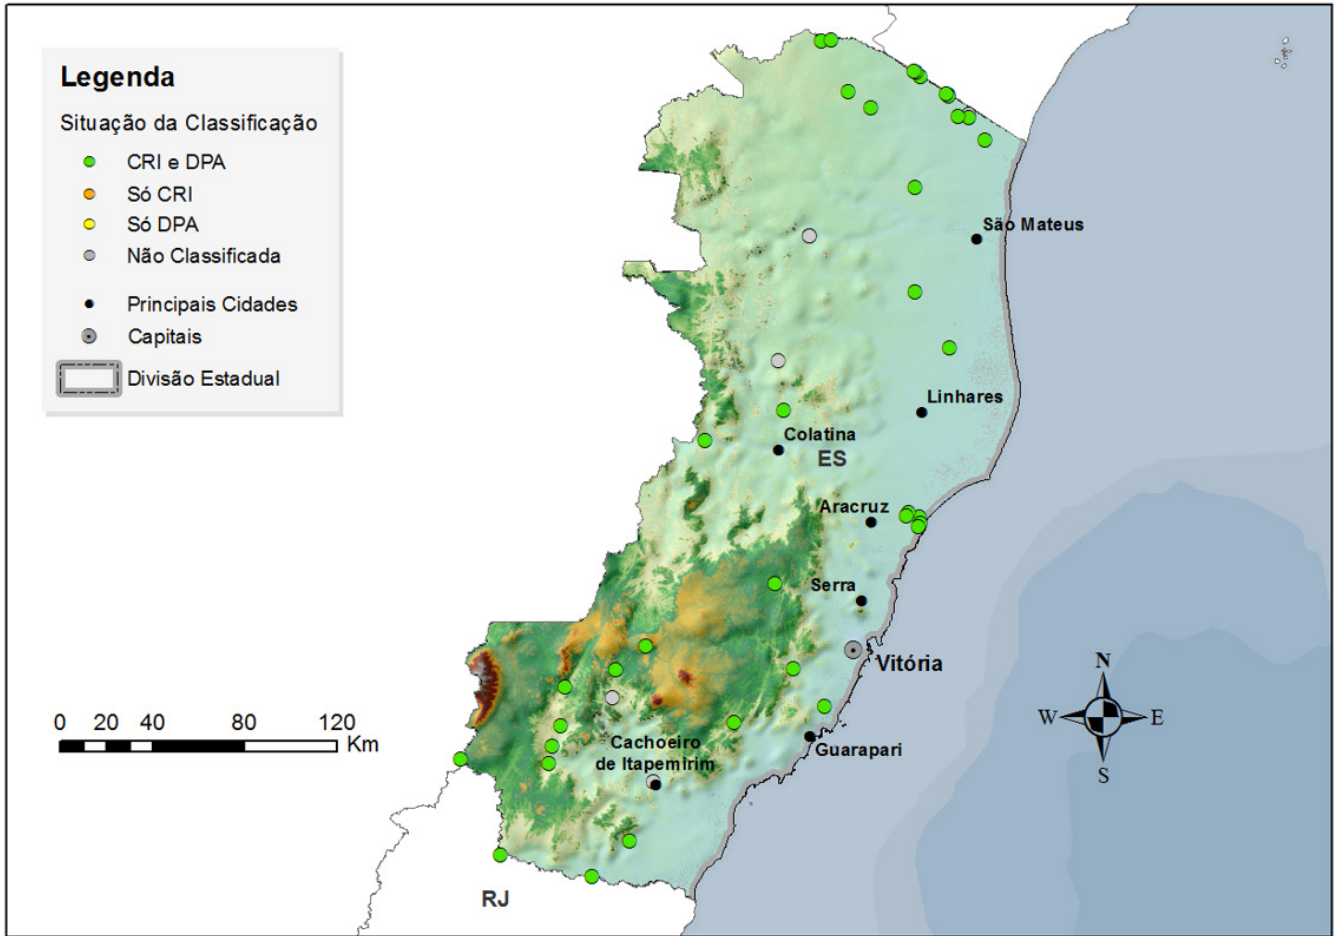 Legenda
Situação da Classificação
CRI e DPA
Só CRI
Só DPA
Não Classificada
Principais Cidades
Capitais
Divisão Estadual
São Mateus
Linhares
Colatina
ES
Aracruz
Serra
Vitória
Guarapari
Cachoeiro
de Itapemirim
RJ
0 20 40 80 120
Km
N
W E
S